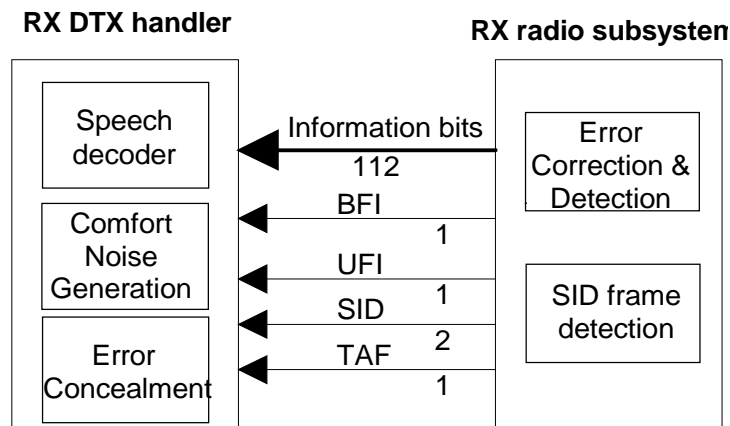 RX DTX handler
RX radio subsystem
Speech
decoder
Information bits
112
Error
Correction &
Detection
BFI
1
Comfort
Noise
Generation
UFI
1
SID
2
SID frame
detection
TAF
1
Error
Concealment